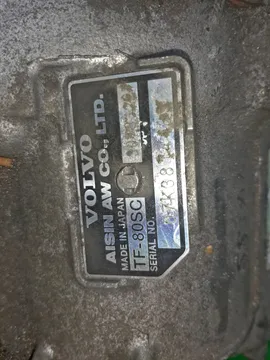 VOLVO
AISIN AW CO., LTD.
MADE IN JAPAN
TF-80SC
SERIAL NO.